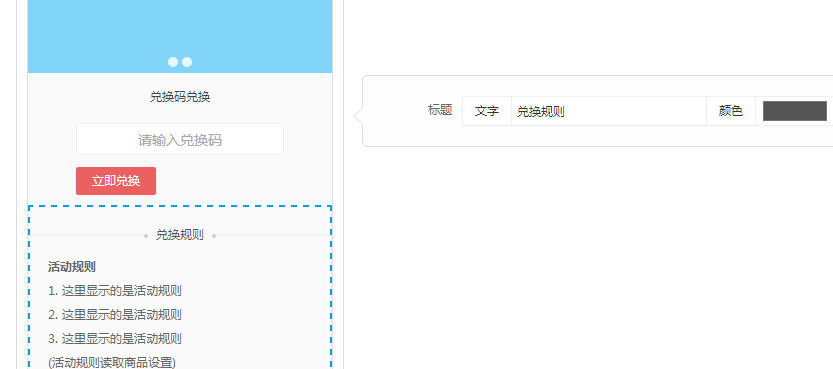 兑换码兑换
请输入兑换码
立即兑换
标题 文字 兑换规则 颜色
兑换规则
活动规则
1. 这里显示的是活动规则
2. 这里显示的是活动规则
3. 这里显示的是活动规则
(活动规则读取商品设置)